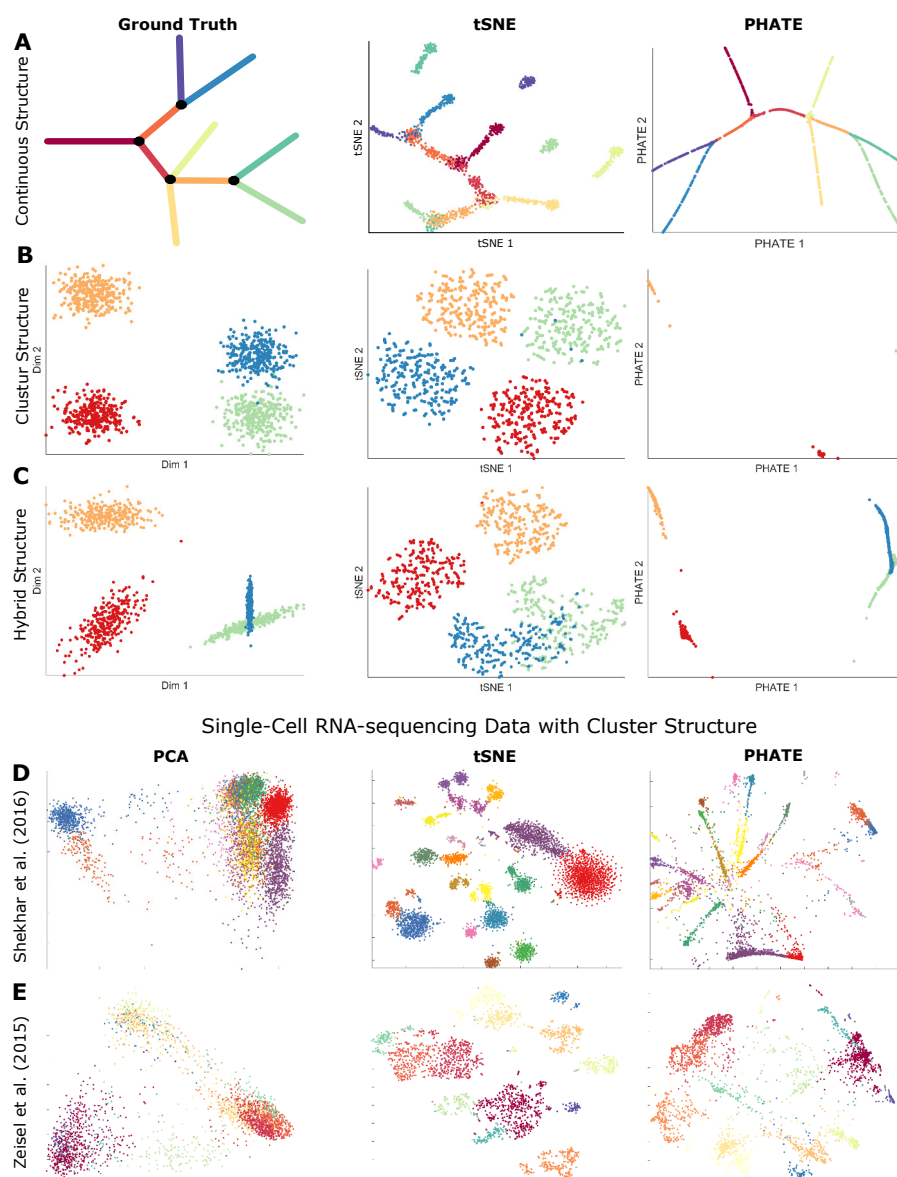 Ground Truth
tSNE
PHATE
A
Continuous Structure
tSNE 2
tSNE 1
PHATE 2
PHATE 1
B
Clustur Structure
Dim 2
Dim 1
tSNE 2
tSNE 1
PHATE 2
PHATE 1
C
Hybrid Structure
Dim 2
Dim 1
tSNE 2
tSNE 1
PHATE 2
PHATE 1
Single-Cell RNA-sequencing Data with Cluster Structure
PCA
tSNE
PHATE
D
Shekhar et al. (2016)
E
Zeisel et al. (2015)